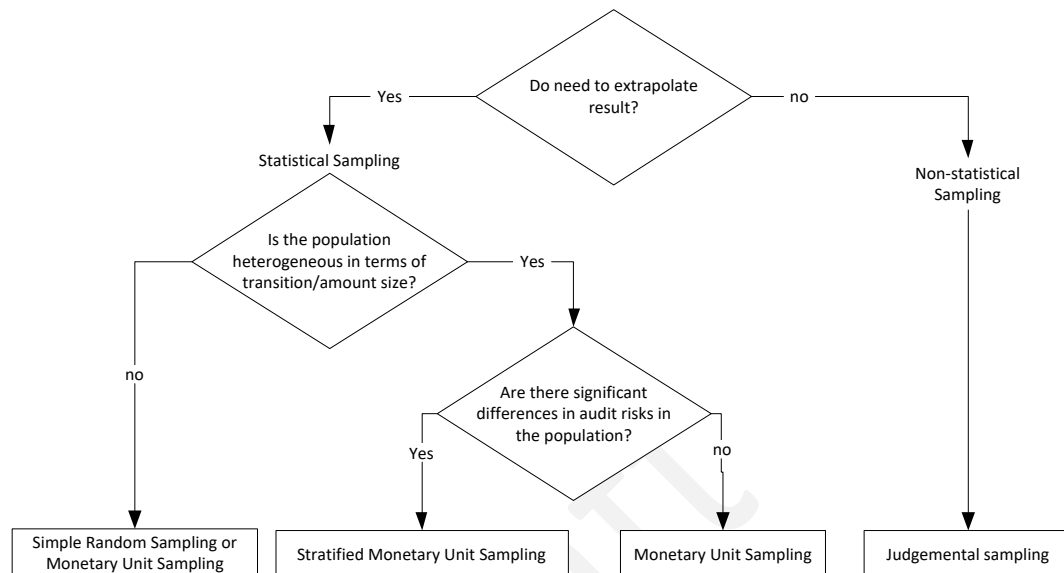 Do need to extrapolate
result?
Yes
no
Statistical Sampling
Non-statistical
Sampling
Is the population
heterogeneous in terms of
transition/amount size?
Yes
no
Are there significant
differences in audit risks in
the population?
Yes
no
Simple Random Sampling or
Monetary Unit Sampling
Stratified Monetary Unit Sampling
Monetary Unit Sampling
Judgemental sampling